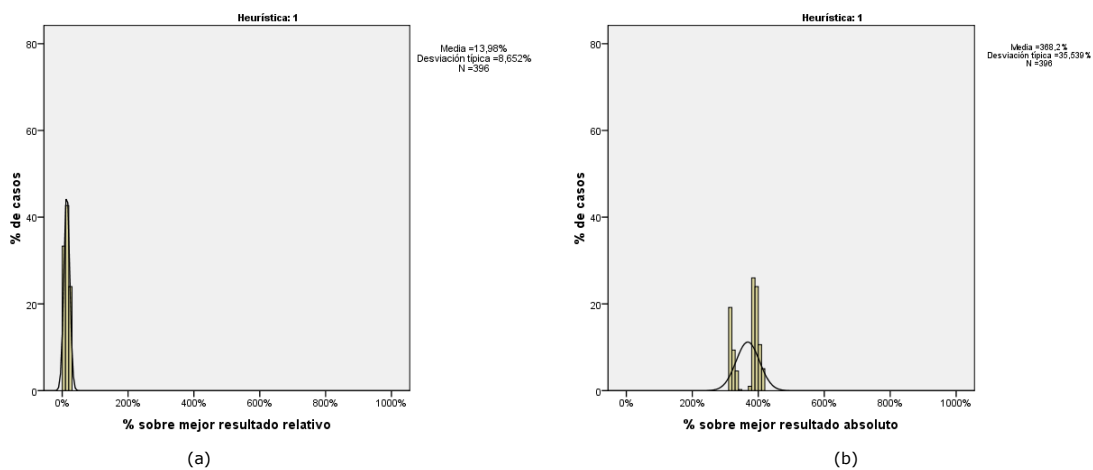 Heurística: 1
Media =13,98%
Desviación típica =8,652%
N =396
80
60
40
20
0
% de casos
0% 200% 400% 600% 800% 1000%
% sobre mejor resultado relativo
(a)
Heurística: 1
Media =368,2%
Desviación típica =35,539%
N =396
80
60
40
20
0
% de casos
0% 200% 400% 600% 800% 1000%
% sobre mejor resultado absoluto
(b)